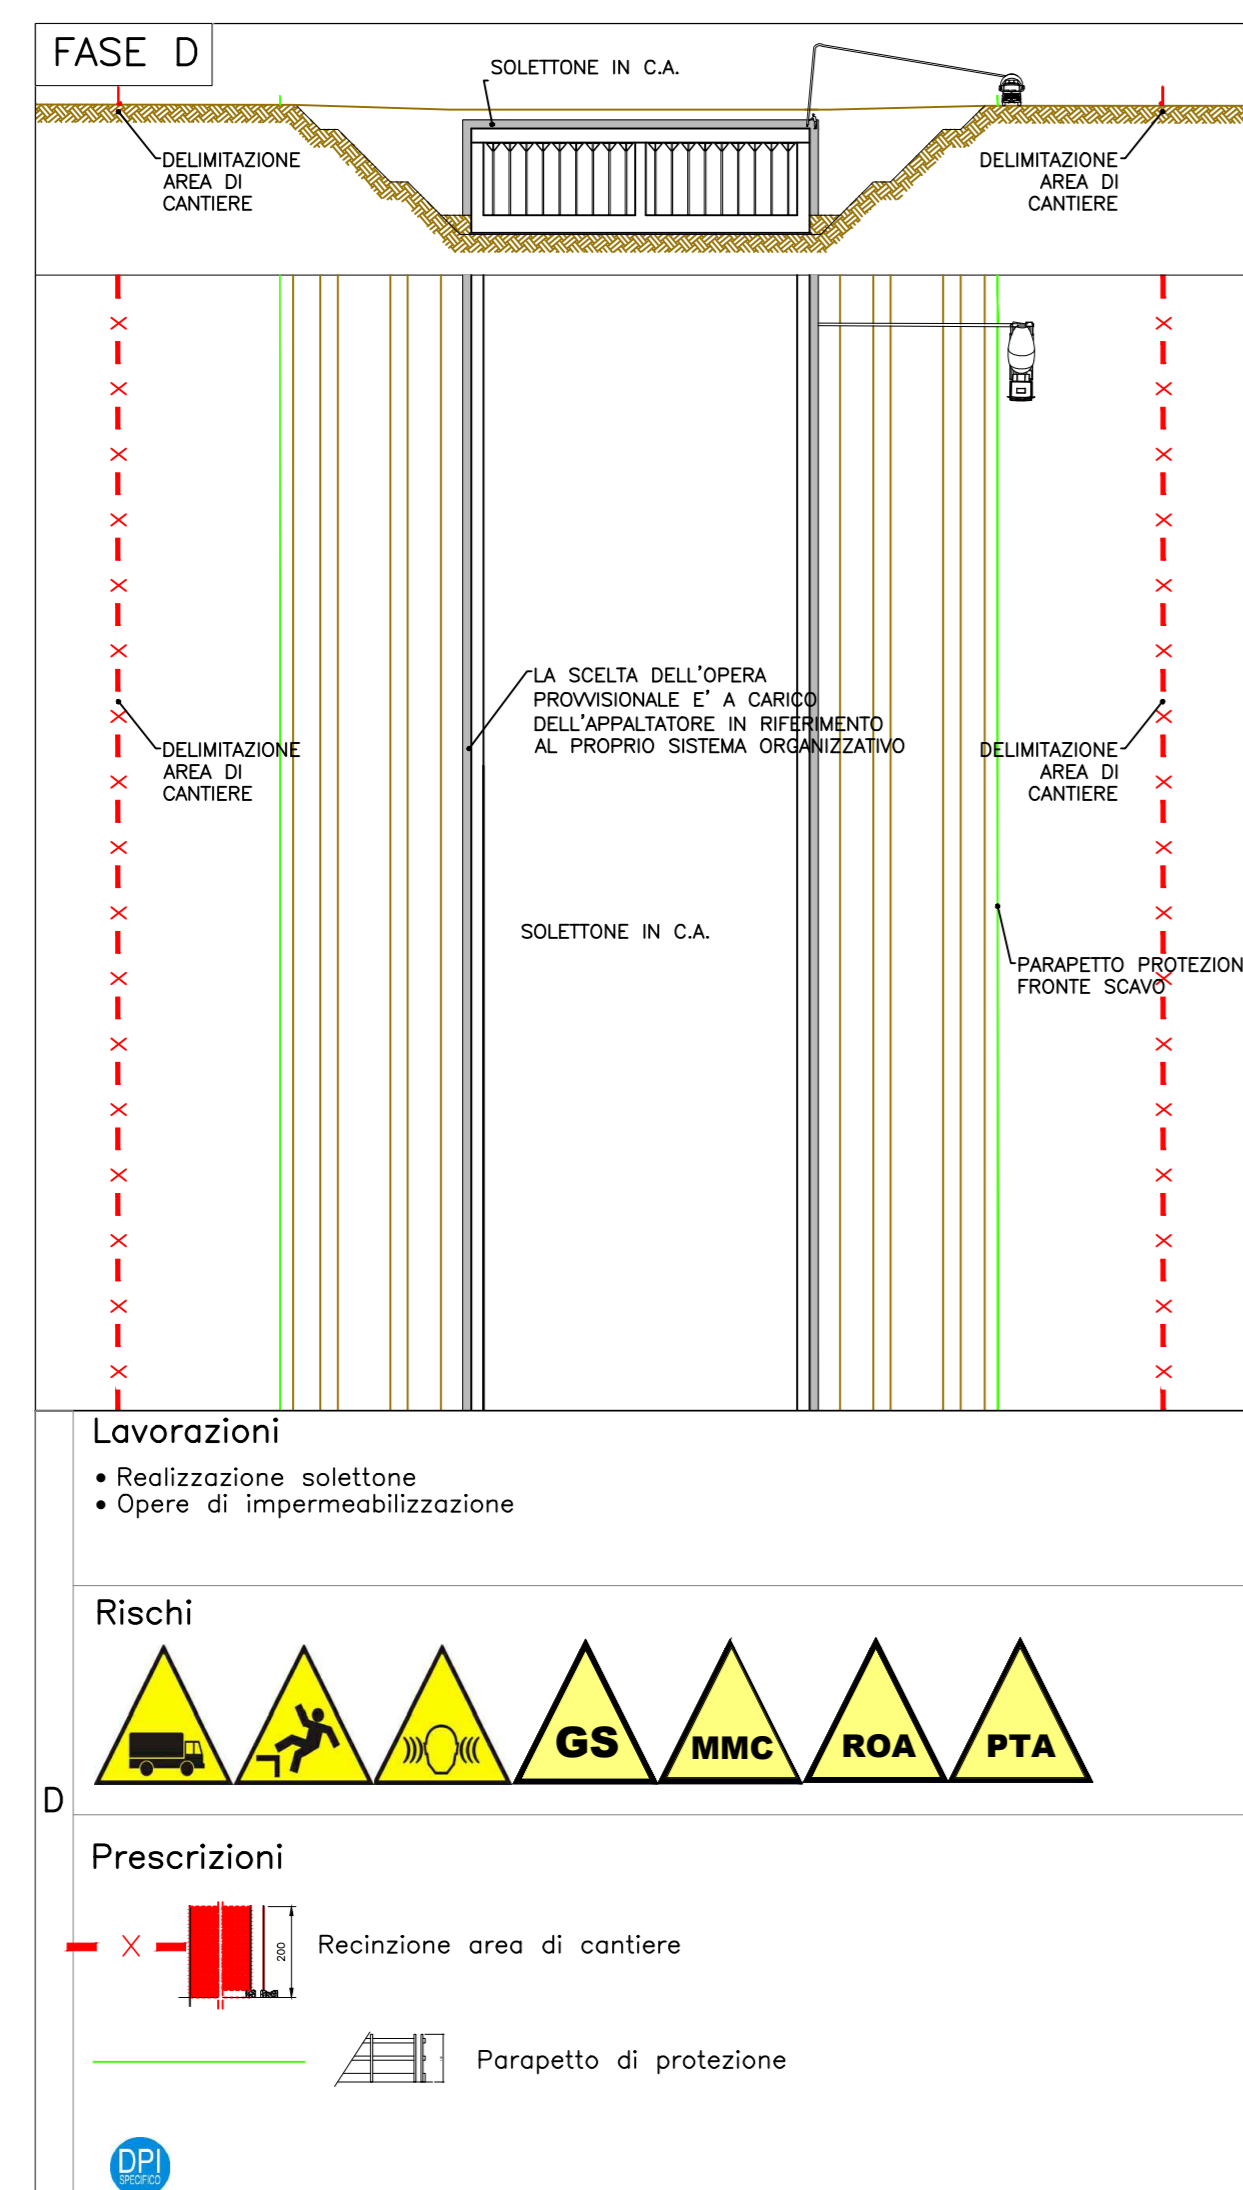 FASE D
SOLETTONE IN C.A.
DELIMITAZIONE
AREA DI
CANTIERE
DELIMITAZIONE
AREA DI
CANTIERE
LA SCELTA DELL'OPERA
PROVVISIONALE E' A CARICO
DELL'APPALTATORE IN RIFERIMENTO
AL PROPRIO SISTEMA ORGANIZZATIVO
DELIMITAZIONE
AREA DI
CANTIERE
DELIMITAZIONE
AREA DI
CANTIERE
SOLETTONE IN C.A.
PARAPETTO PROTEZION
FRONTE SCAVO
D
Lavorazioni
• Realizzazione solettone
• Opere di impermeabilizzazione
Rischi
GS
MMC
ROA
PTA
Prescrizioni
200
Recinzione area di cantiere
Parapetto di protezione
DPI
SPECIFICO